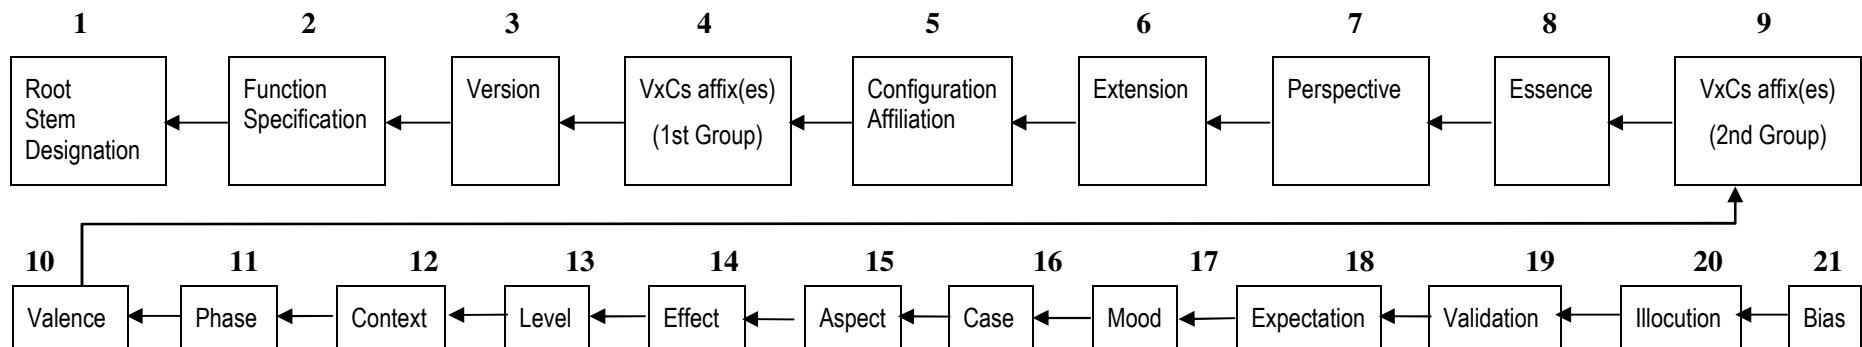 1 2 3 4 5 6 7 8 9
Root
Stem
Designation
Function
Specification
Version
VxCs affix(es)
(1st Group)
Configuration
Affiliation
Extension
Perspective
Essence
VxCs affix(es)
(2nd Group)
10 11 12 13 14 15 16 17 18 19 20 21
Valence Phase Context Level Effect Aspect Case Mood Expectation Validation Illocution Bias